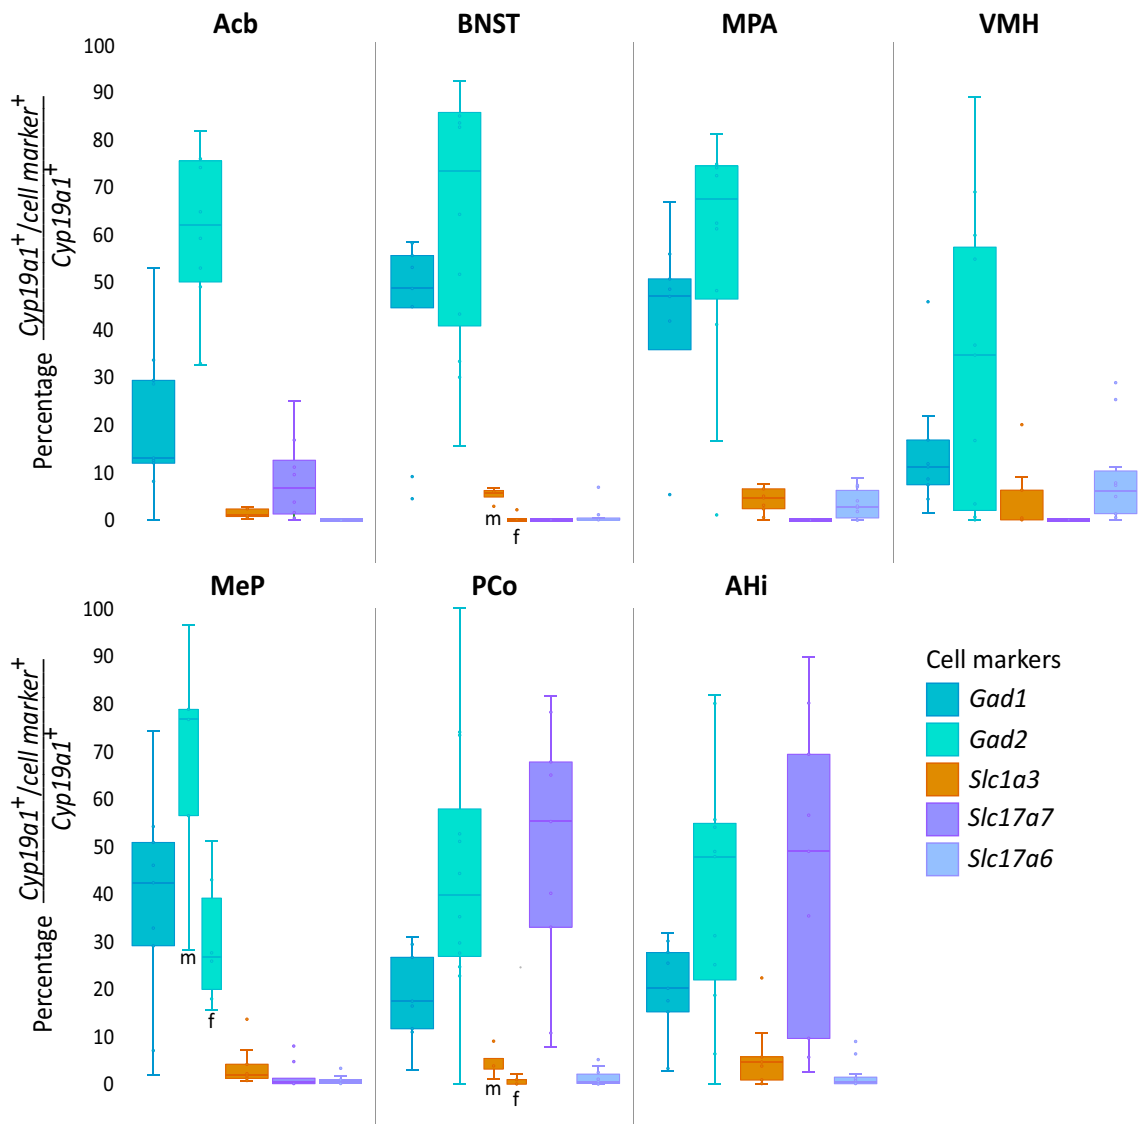 Acb BNST MPA VMH
100
90
80
70
60
50
40
30
20
10
0
Percentage Cyp19a1+/cell marker+
Cyp19a1+
m
f
MeP PCo AHi
100
90
80
70
60
50
40
30
20
10
0
Percentage Cyp19a1+/cell marker+
Cyp19a1+
m
f
m
f
Cell markers
Gad1
Gad2
Slc1a3
Slc17a7
Slc17a6